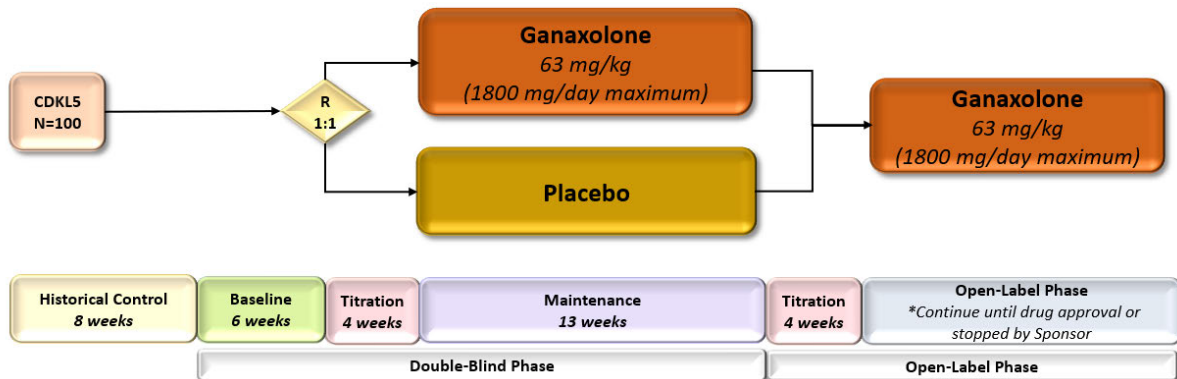 CDKL5
N=100
R
1:1
Ganaxolone
63 mg/kg
(1800 mg/day maximum)
Placebo
Ganaxolone
63 mg/kg
(1800 mg/day maximum)
Historical Control
8 weeks
Baseline
6 weeks
Titration
4 weeks
Maintenance
13 weeks
Titration
4 weeks
Open-Label Phase
*Continue until drug approval or
stopped by Sponsor
Double-Blind Phase
Open-Label Phase